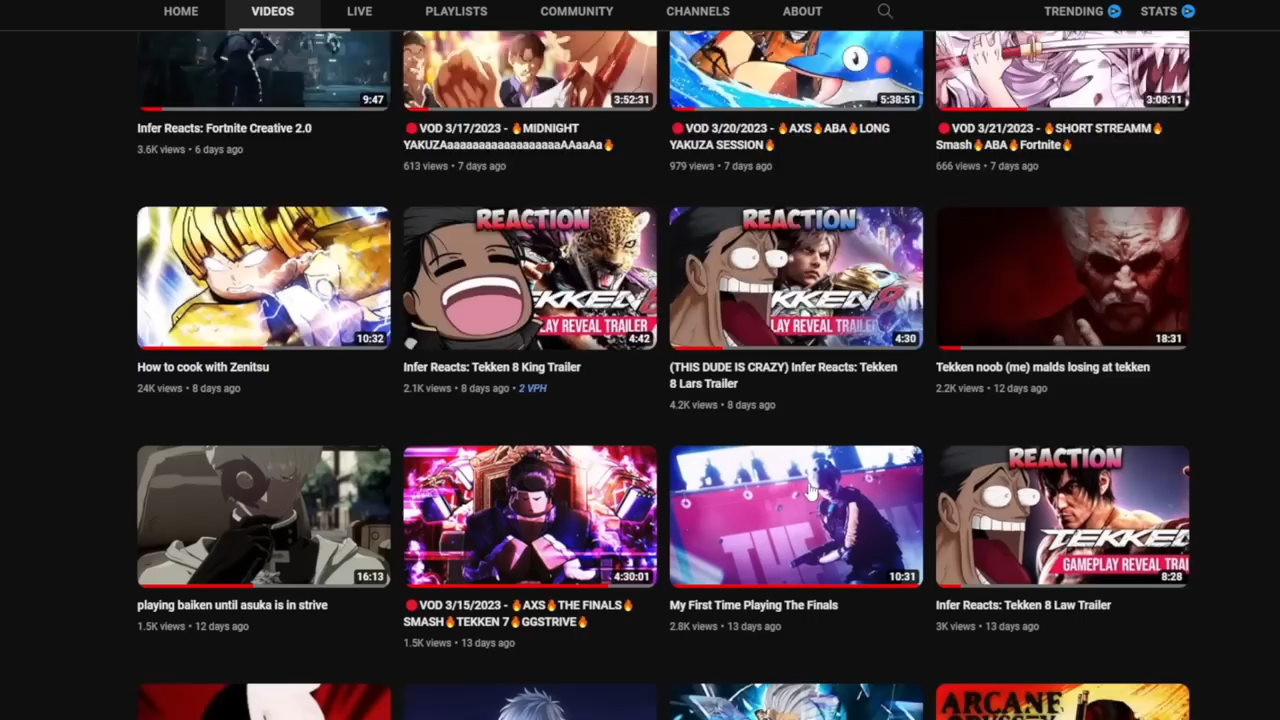 HOME
VIDEOS
LIVE
PLAYLISTS
COMMUNITY
CHANNELS
ABOUT
TRENDING
STATS
9:47
3:52:31
5:38:51
3:08:11
Infer Reacts: Fortnite Creative 2.0
3.6K views • 6 days ago
🔴VOD 3/17/2023 - 🔥MIDNIGHT
YAKUZAaaaaaaaaaaaaaaaaaaAAaaAa🔥
613 views • 7 days ago
🔴VOD 3/20/2023 - 🔥AXS🔥ABA🔥LONG
YAKUZA SESSION🔥
979 views • 7 days ago
🔴VOD 3/21/2023 - 🔥SHORT STREAMM🔥
Smash🔥ABA🔥Fortnite🔥
666 views • 7 days ago
10:32
REACTION
EKKEN
LAY REVEAL TRAILER
4:42
REACTION
KKEN 8
LAY REVEAL TRAILE
4:30
18:31
How to cook with Zenitsu
24K views • 8 days ago
Infer Reacts: Tekken 8 King Trailer
2.1K views • 8 days ago • 2 VPH
(THIS DUDE IS CRAZY) Infer Reacts: Tekken
8 Lars Trailer
4.2K views • 8 days ago
Tekken noob (me) malds losing at tekken
2.2K views • 12 days ago
16:13
4:30:01
THE
10:31
REACTION
TEKKE
GAMEPLAY REVEAL TRAI
8:28
playing baiken until asuka is in strive
1.5K views • 12 days ago
🔴VOD 3/15/2023 - 🔥AXS🔥THE FINALS🔥
SMASH🔥TEKKEN 7🔥GGSTRIVE🔥
1.5K views • 13 days ago
My First Time Playing The Finals
2.8K views • 13 days ago
Infer Reacts: Tekken 8 Law Trailer
3K views • 13 days ago
ARCANE